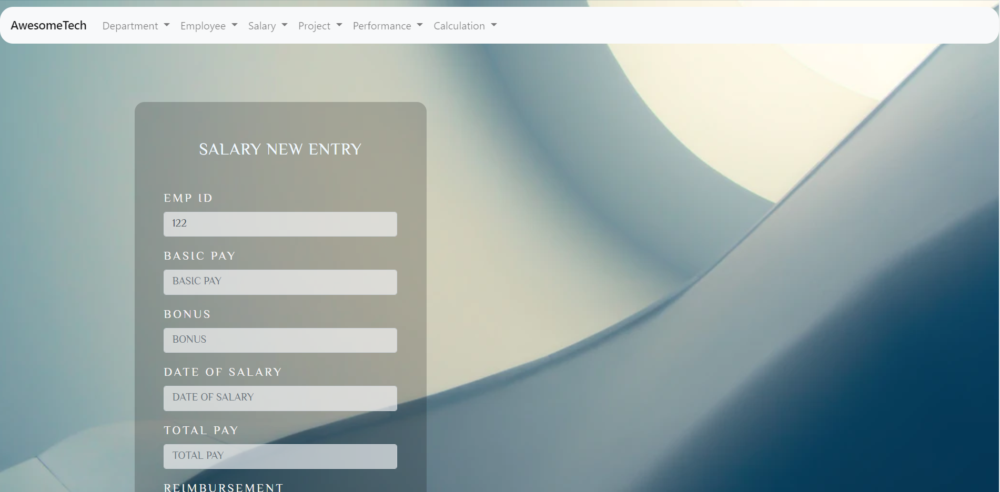 AwesomeTech Department Employee Salary Project Performance Calculation
SALARY NEW ENTRY
EMP ID
122
BASIC PAY
BASIC PAY
BONUS
BONUS
DATE OF SALARY
DATE OF SALARY
TOTAL PAY
TOTAL PAY
REIMBURSEMENT